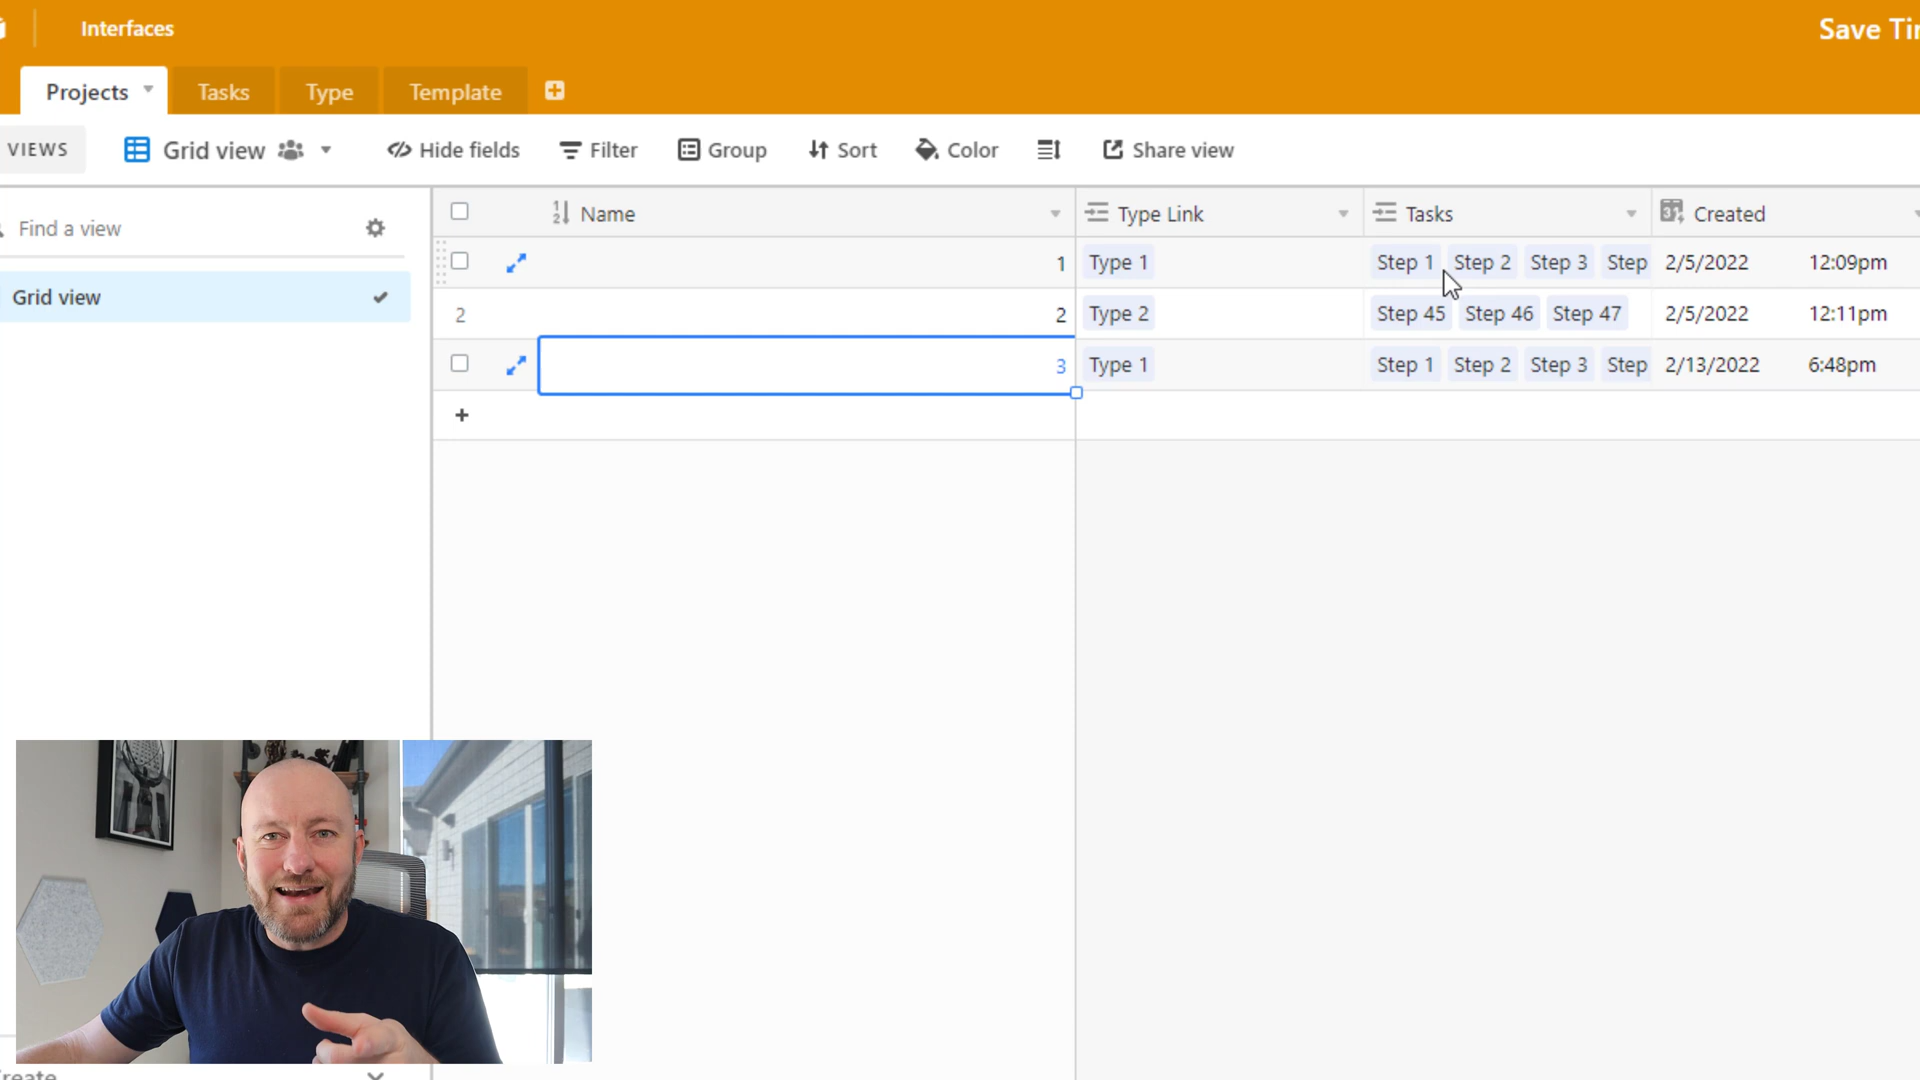 Interfaces
Save Tim
Projects Tasks Type Template
VIEWS Grid view Hide fields Filter Group Sort Color Share view
Find a view
Grid view
Name Type Link Tasks Created
1 Type 1 Step 1 Step 2 Step 3 Step 2/5/2022 12:09pm
2 2 Type 2 Step 45 Step 46 Step 47 2/5/2022 12:11pm
3 Type 1 Step 1 Step 2 Step 3 Step 2/13/2022 6:48pm
+
reate